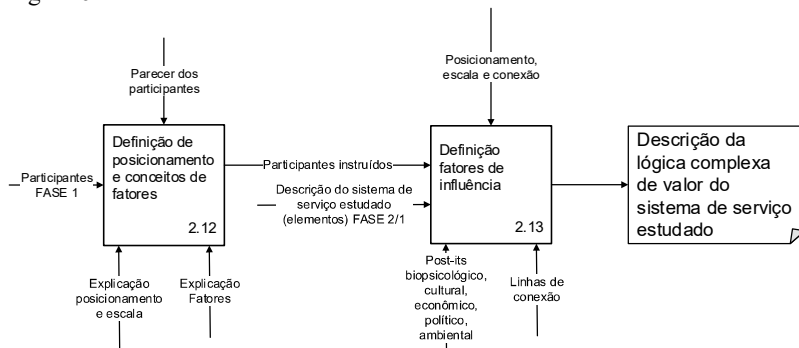 Parecer dos
participantes
Posicionamento,
escala e conexão
Definição de
posicionamento
e conceitos de
fatores
2.12
Participantes
FASE 1
Participantes instruídos
Descrição do sistema de
serviço estudado
(elementos) FASE 2/1
Definição
fatores de
influência
2.13
Descrição da
lógica complexa
de valor do
sistema de serviço
estudado
Explicação
posicionamento
e escala
Explicação
Fatores
Post-its
biopsicológico,
cultural,
econômico,
político,
ambiental
Linhas de
conexão